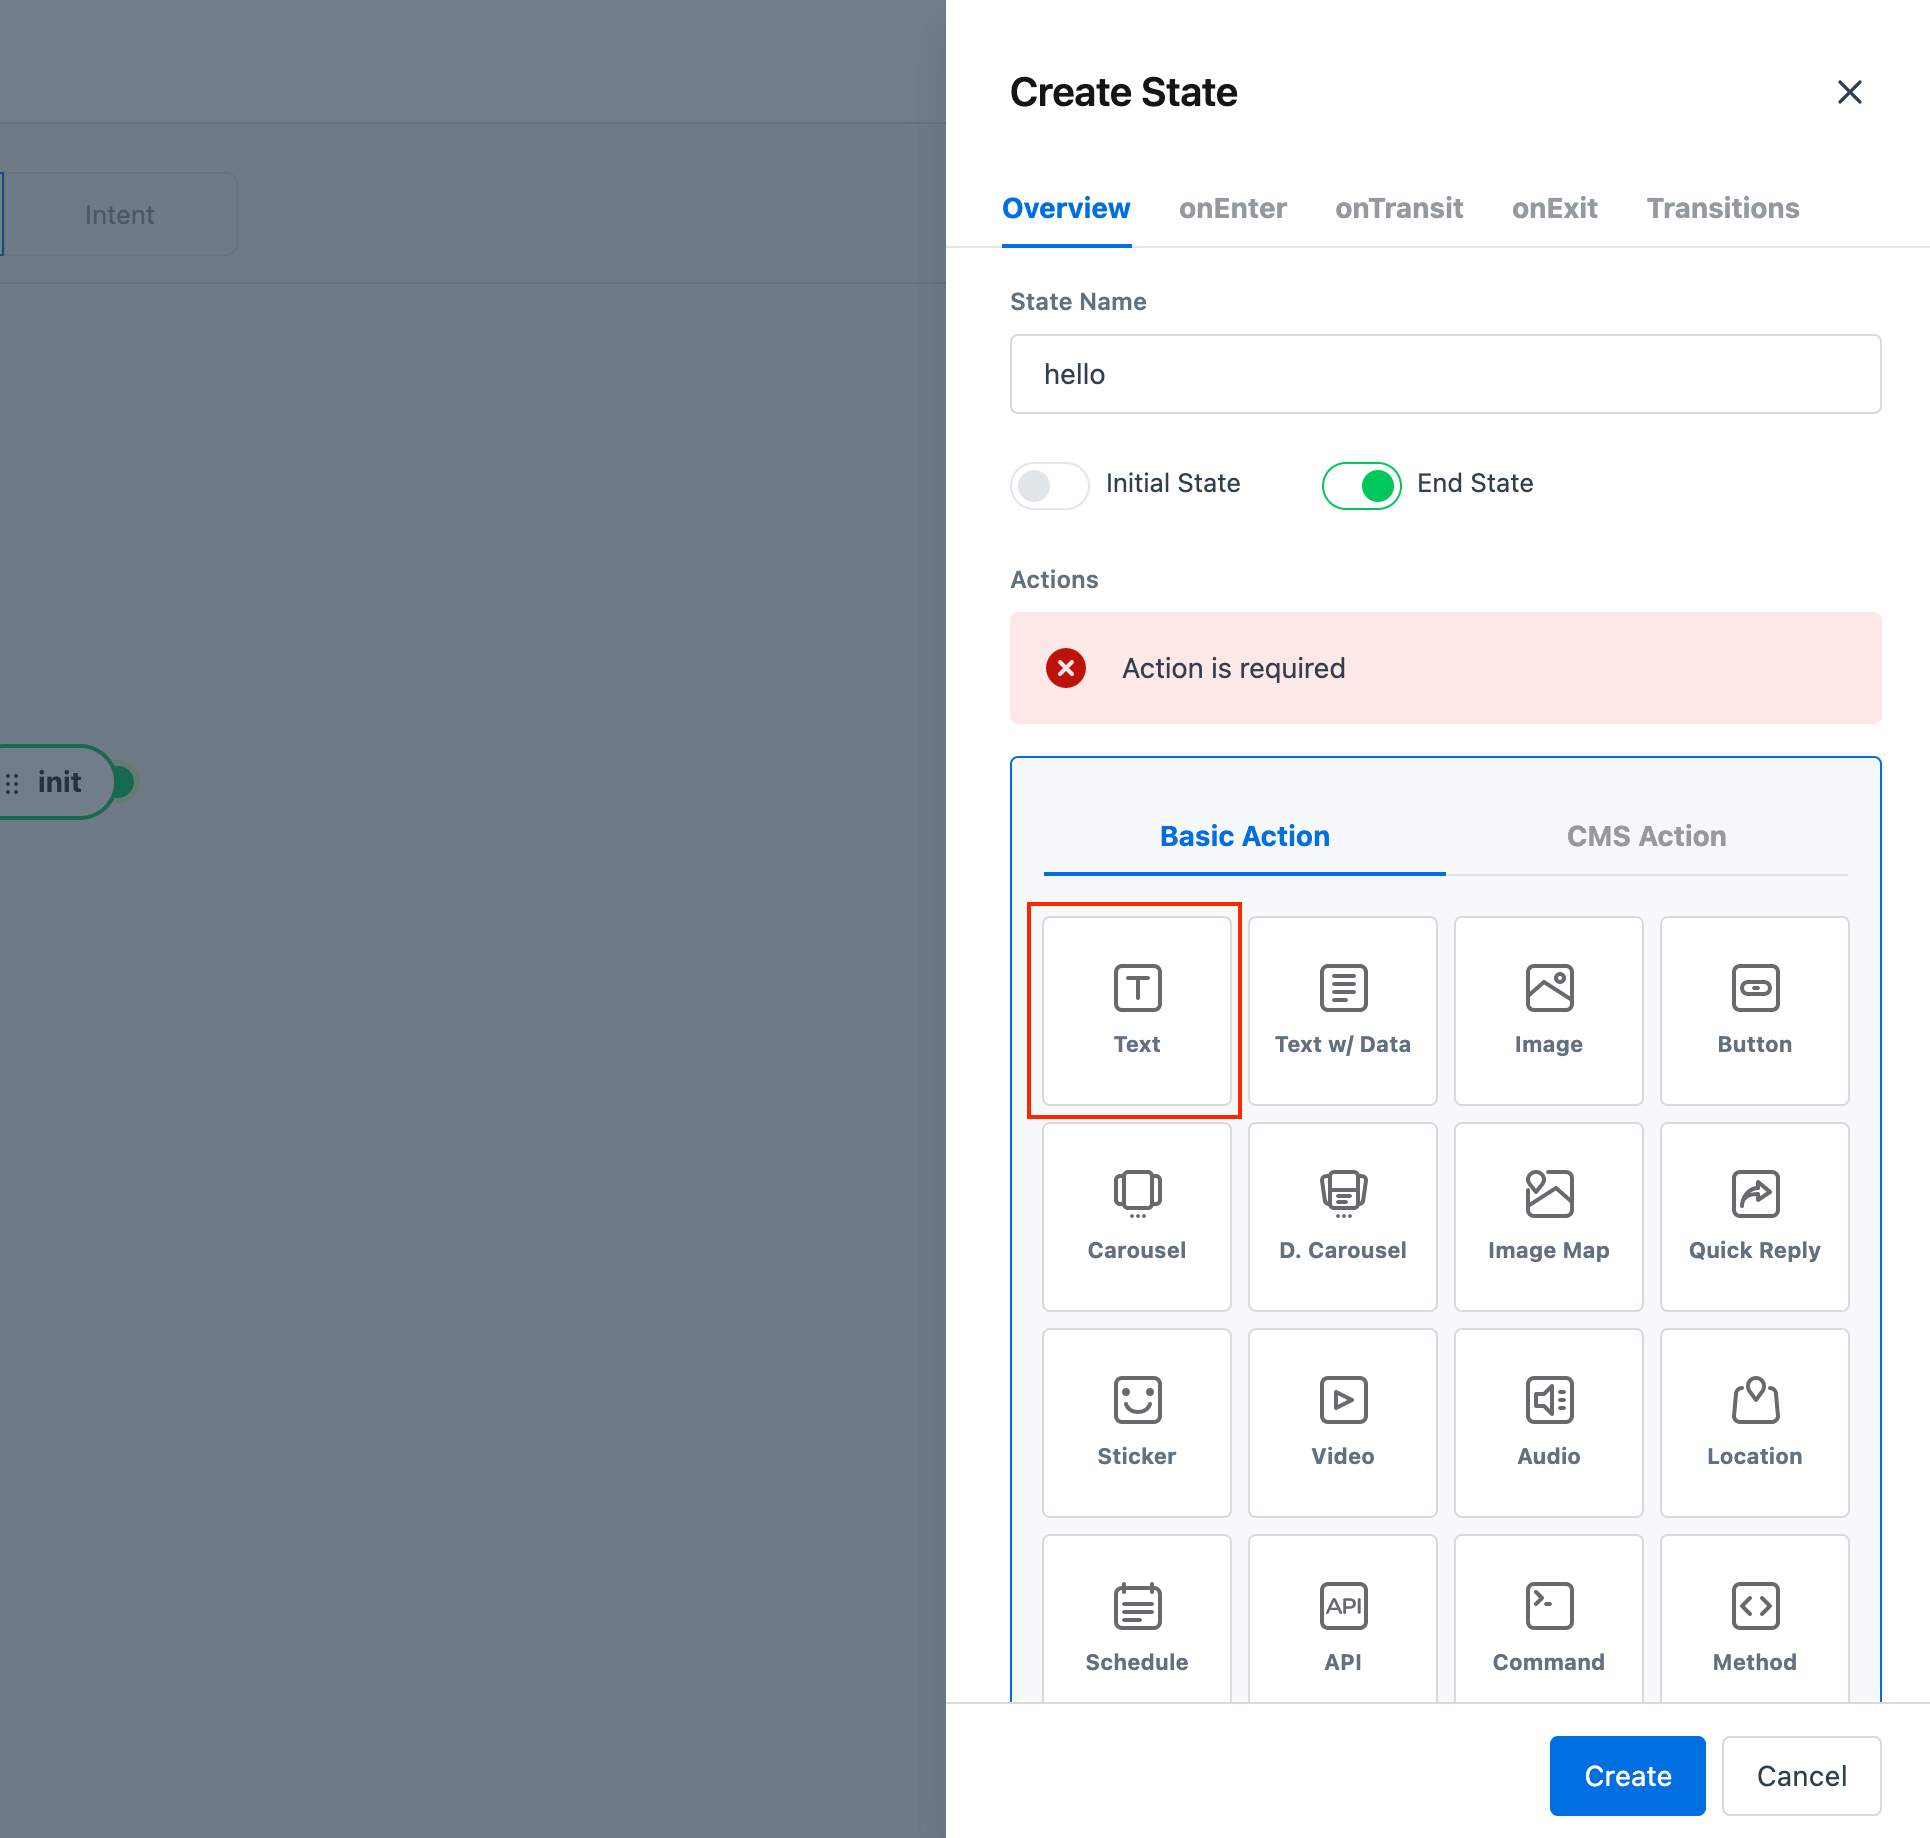 Create State
Intent
Overview onEnter onTransit onExit Transitions
State Name
hello
Initial State End State
Actions
Action is required
init
Basic Action CMS Action
T
Text Text w/ Data Image Button
Carousel D. Carousel Image Map Quick Reply
Sticker Video Audio Location
API
Schedule API Command Method
Create Cancel